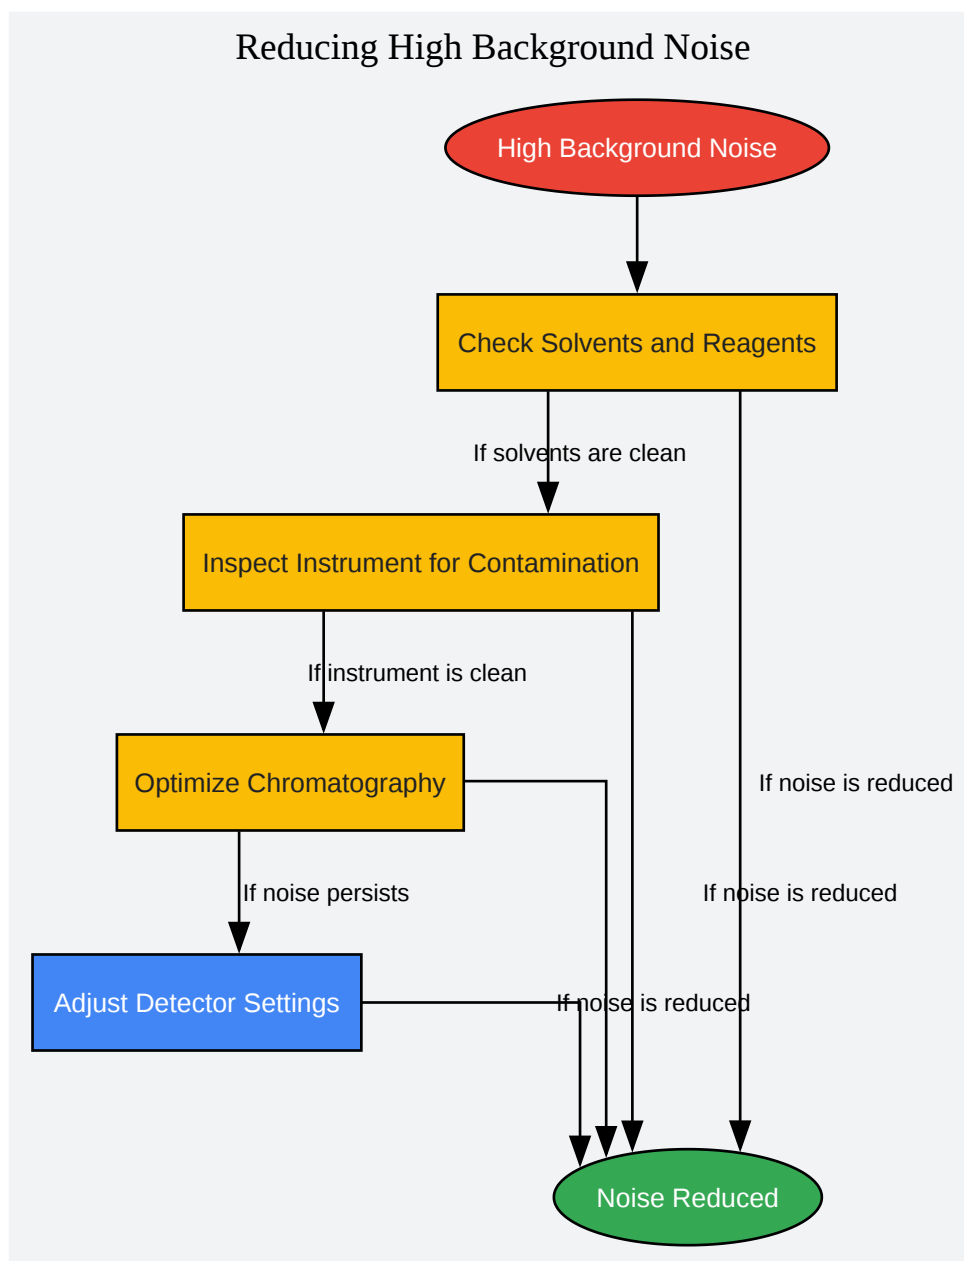 Reducing High Background Noise
High Background Noise
Check Solvents and Reagents
If solvents are clean
Inspect Instrument for Contamination
If instrument is clean
Optimize Chromatography
If noise is reduced
If noise persists
If noise is reduced
Adjust Detector Settings
If noise is reduced
Noise Reduced